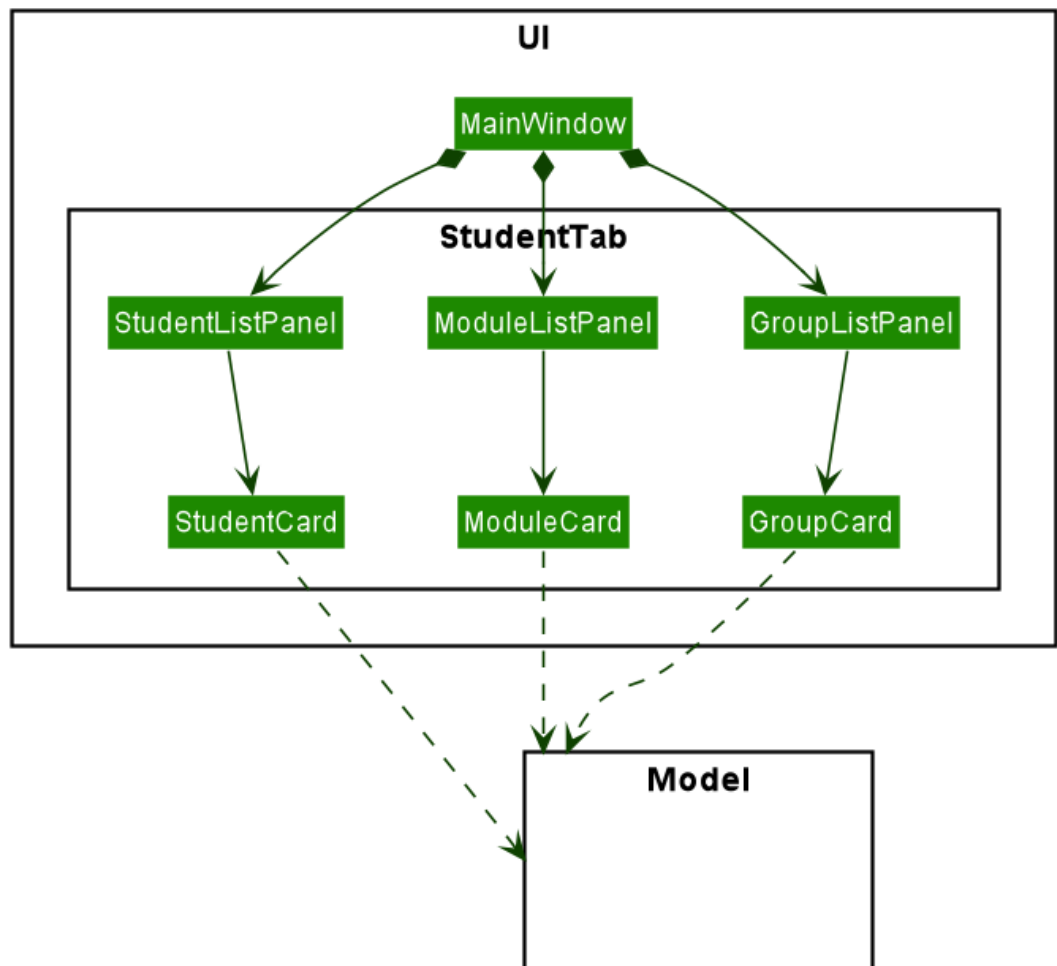 UI
MainWindow
StudentTab
StudentListPanel
ModuleListPanel
GroupListPanel
StudentCard
ModuleCard
GroupCard
Model